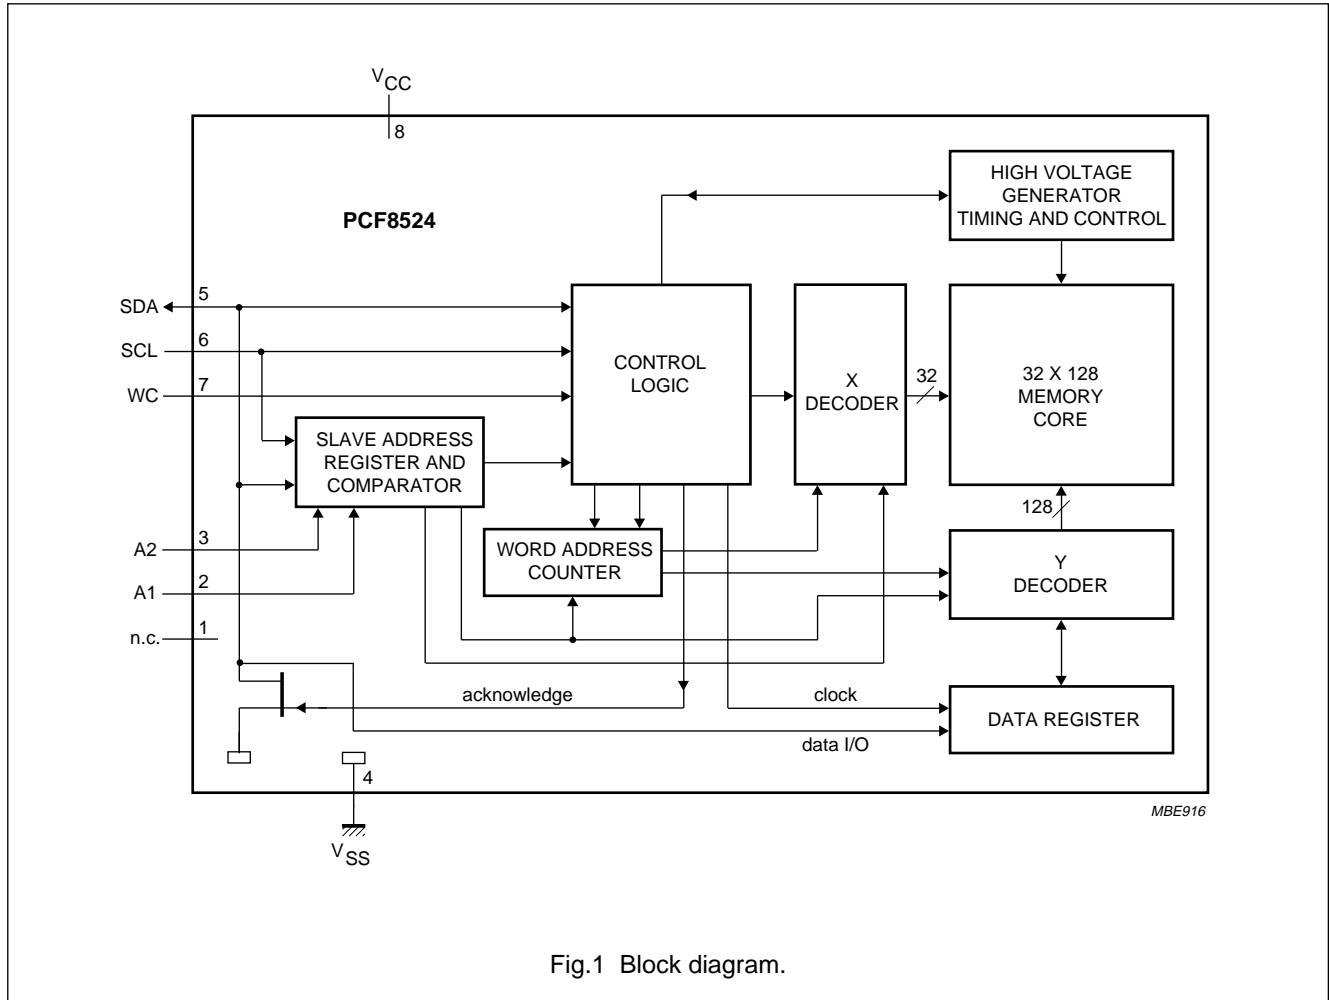 VCC
8
PCF8524
HIGH VOLTAGE
GENERATOR
TIMING AND CONTROL
SDA
5
SCL
6
WC
7
CONTROL
LOGIC
X
DECODER
32
32 X 128
MEMORY
CORE
SLAVE ADDRESS
REGISTER AND
COMPARATOR
128
A2
3
A1
2
n.c.
1
WORD ADDRESS
COUNTER
Y
DECODER
acknowledge
clock
data I/O
DATA REGISTER
4
VSS
MBE916
Fig.1 Block diagram.